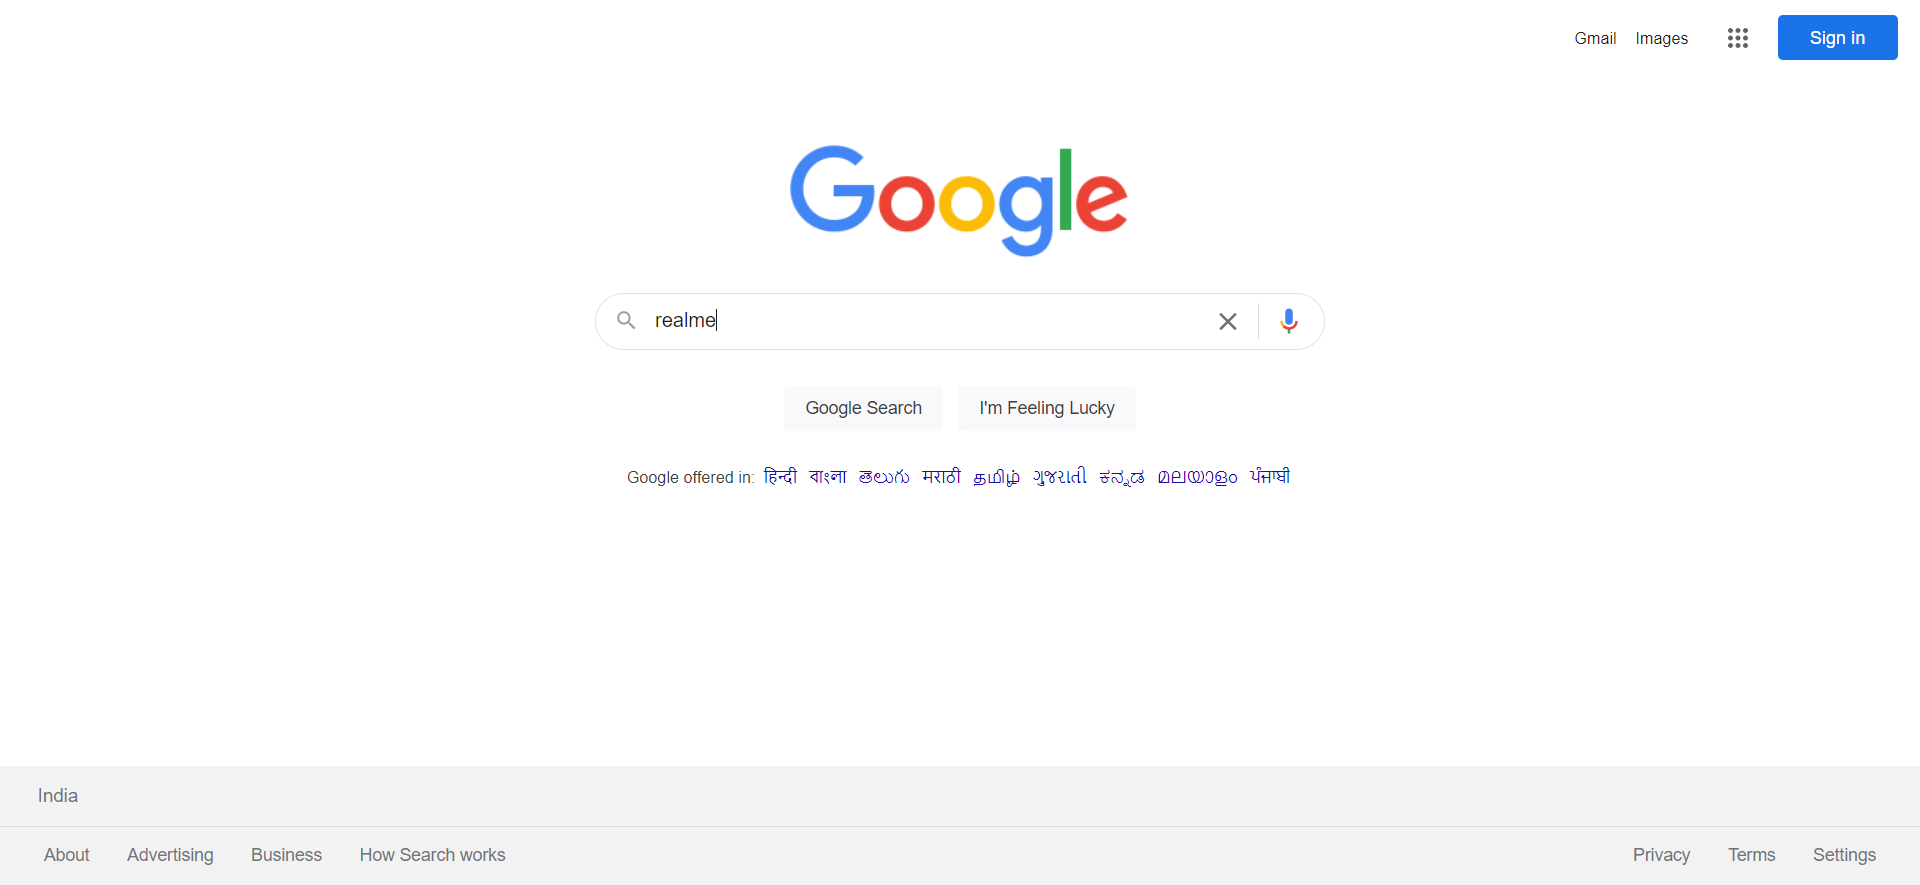 Gmail Images Sign in
Google
realme
Google Search I'm Feeling Lucky
Google offered in: हिन्दी বাংলা తెలుగు मराठी தமிழ் ગુજરાતી ಕನ್ನಡ മലയാളം ਪੰਜਾਬੀ
India
About Advertising Business How Search works Privacy Terms Settings